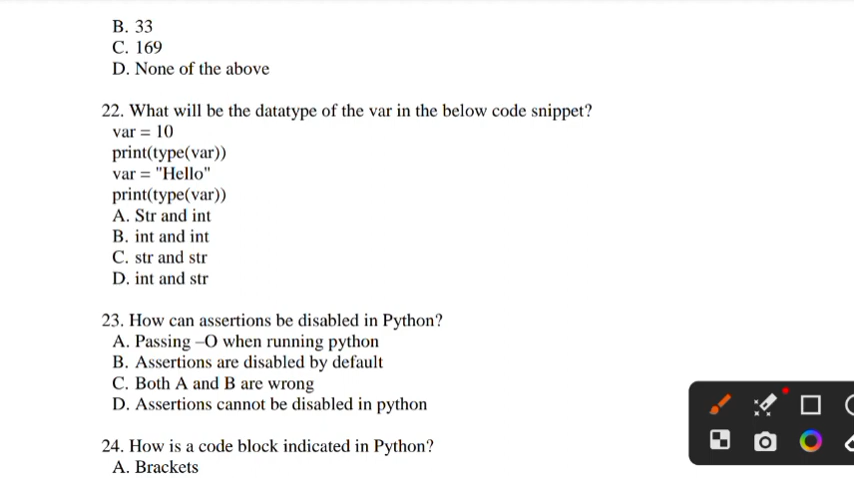 B. 33
C. 169
D. None of the above
22. What will be the datatype of the var in the below code snippet?
var = 10
print(type(var))
var = "Hello"
print(type(var))
A. Str and int
B. int and int
C. str and str
D. int and str
23. How can assertions be disabled in Python?
A. Passing –O when running python
B. Assertions are disabled by default
C. Both A and B are wrong
D. Assertions cannot be disabled in python
24. How is a code block indicated in Python?
A. Brackets